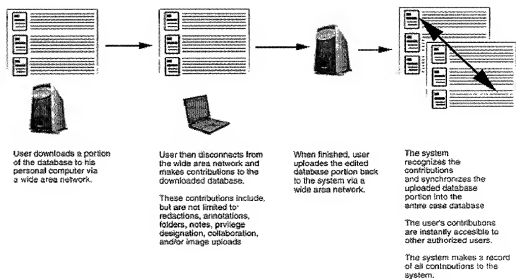 User downloads a portion
of the database to his
personal computer via
a wide area network.
User then disconnects from
the wide area network and
makes contributions to the
downloaded database.
These contributions include,
but are not limited to
redactions, annotations,
folders, notes, privilege
designation, collaboration,
and/or image uploads
When finished, user
uploades the edited
database portion back
to the system via a
wide area network.
The system
recognizes the
contributions
and synchronizes the
uploaded database
portion into the
entire case database
The user's contributions
are instantly accesible to
other authorized users.
The system makes a record
of all contributions to the
system.